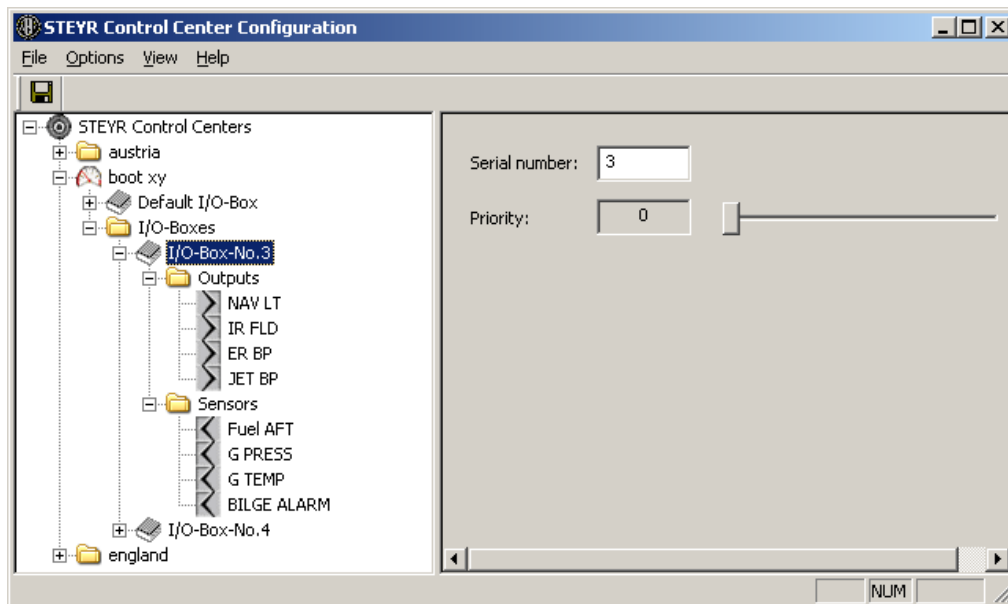 STEYR Control Center Configuration
File Options View Help
STEYR Control Centers
austria
boot xy
Default I/O-Box
I/O-Boxes
I/O-Box-No.3
Outputs
NAV LT
IR FLD
ER BP
JET BP
Sensors
Fuel AFT
G PRESS
G TEMP
BILGE ALARM
I/O-Box-No.4
england
Serial number: 3
Priority: 0
NUM